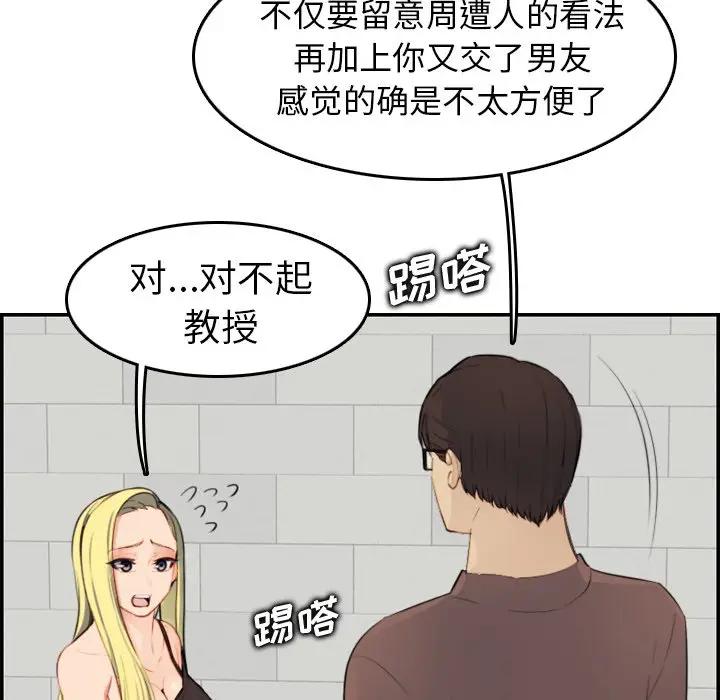 不仅要留意周遭人的看法
再加上你又交了男友
感觉的确是不太方便了
踢嗒
对...对不起
教授
踢嗒